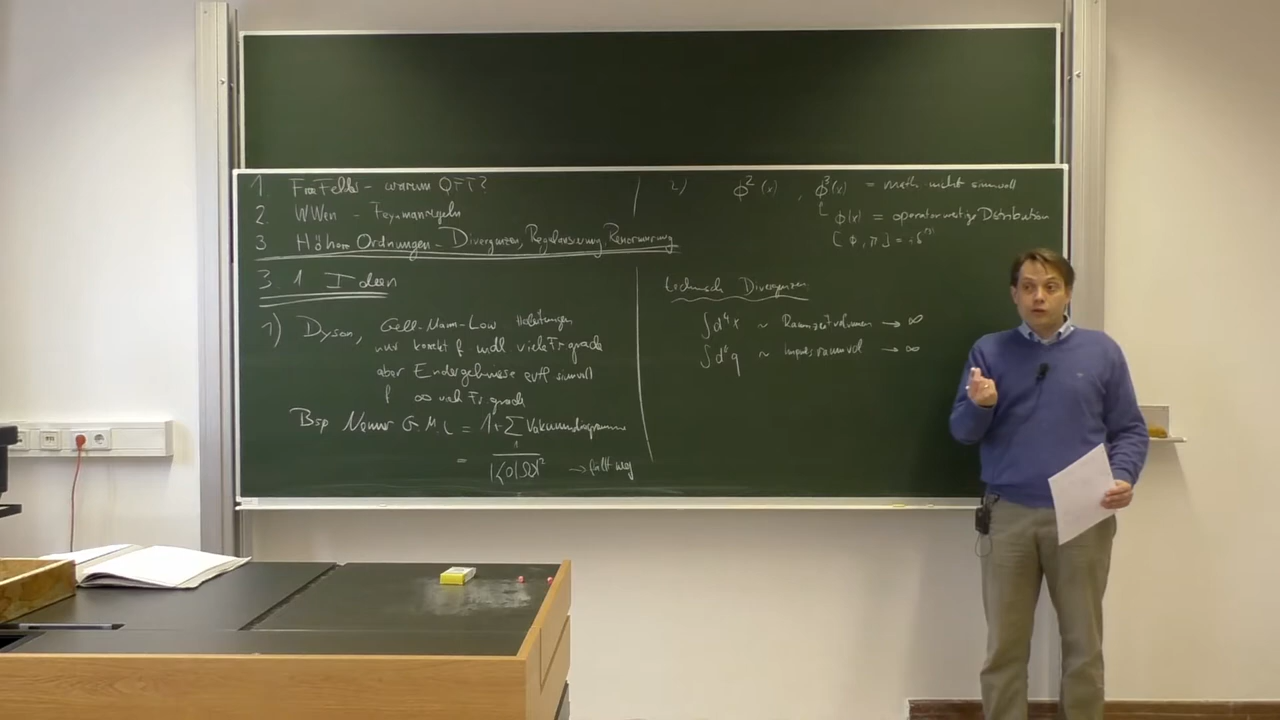 1. Freie Felder - warum QFT?
2. WWen - Feynmanregeln
3 Höhere Ordnungen - Divergenzen, Regularisierung, Renormierung
3. 1 Ideen
1) Dyson, Gell-Mann-Low Herleitungen
nur korrekt f endl viele Fr.grade
aber Endergebnisse evtl sinnvoll
f ∞ viele Fr.grade
Bsp Nenner G.M.L = 1+ Σ Vakuumdiagramme
= |<0|Ω>|² → fällt weg
2) Φ²(x), Φ³(x) = math. nicht sinnvoll
Φ(x) = operatorwertige Distribution
[Φ, Π] = iδ⁽³⁾
technisch Divergenzen
∫d⁴x ~ Raumzeitvolumen → ∞
∫d⁴q ~ Impulsraumvol → ∞